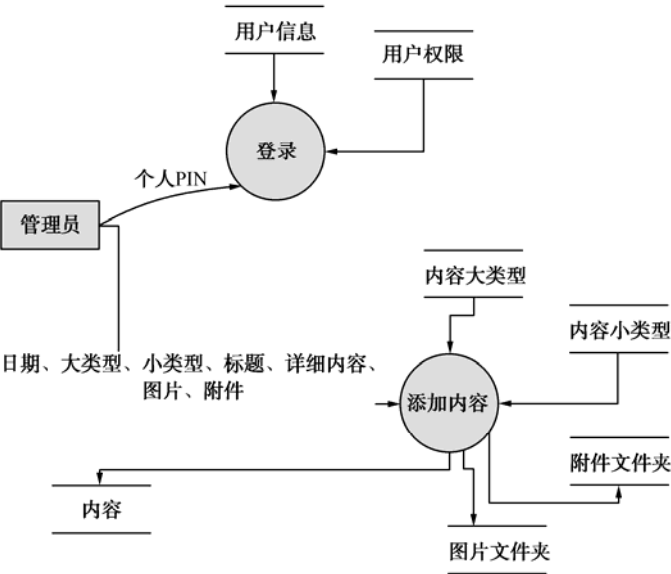 用户信息
用户权限
登录
个人PIN
管理员
内容大类型
内容小类型
日期、大类型、小类型、标题、详细内容、
图片、附件
添加内容
附件文件夹
内容
图片文件夹